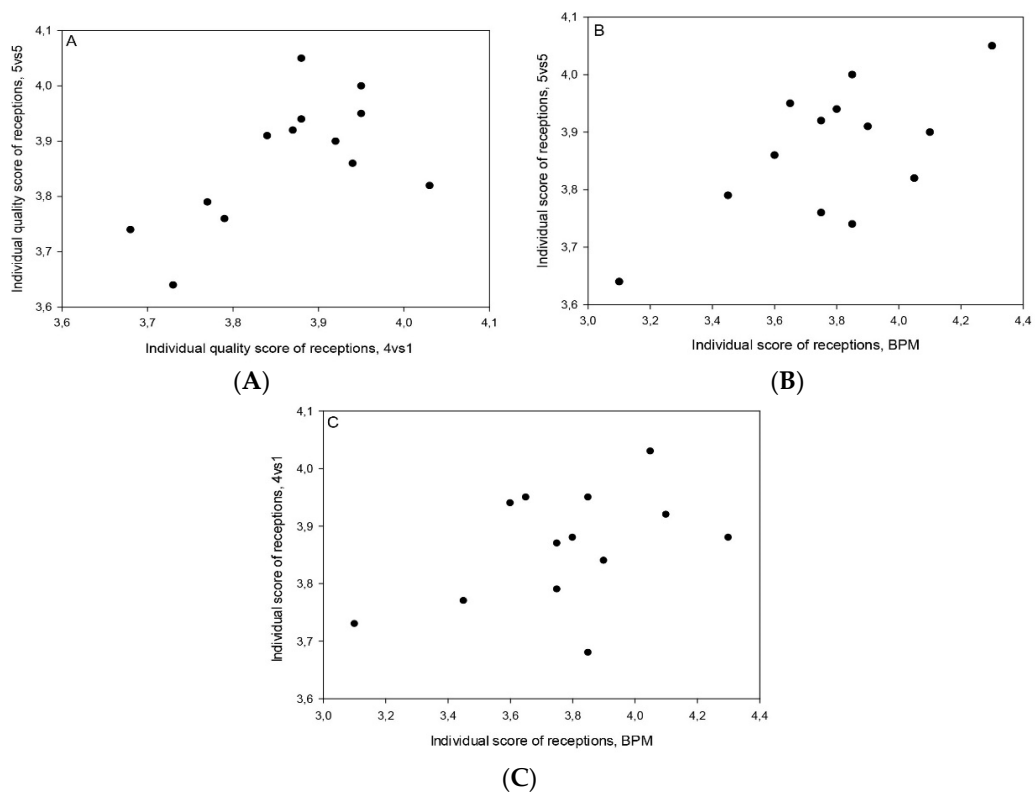 A
4,1
4,0
3,9
3,8
3,7
3,6
Individual quality score of receptions, 5vs5
3,6 3,7 3,8 3,9 4,0 4,1
Individual quality score of receptions, 4vs1
(A)
B
4,1
4,0
3,9
3,8
3,7
3,6
Individual score of receptions, 5vs5
3,0 3,2 3,4 3,6 3,8 4,0 4,2 4,4
Individual score of receptions, BPM
(B)
C
4,1
4,0
3,9
3,8
3,7
3,6
Individual score of receptions, 4vs1
3,0 3,2 3,4 3,6 3,8 4,0 4,2 4,4
Individual score of receptions, BPM
(C)